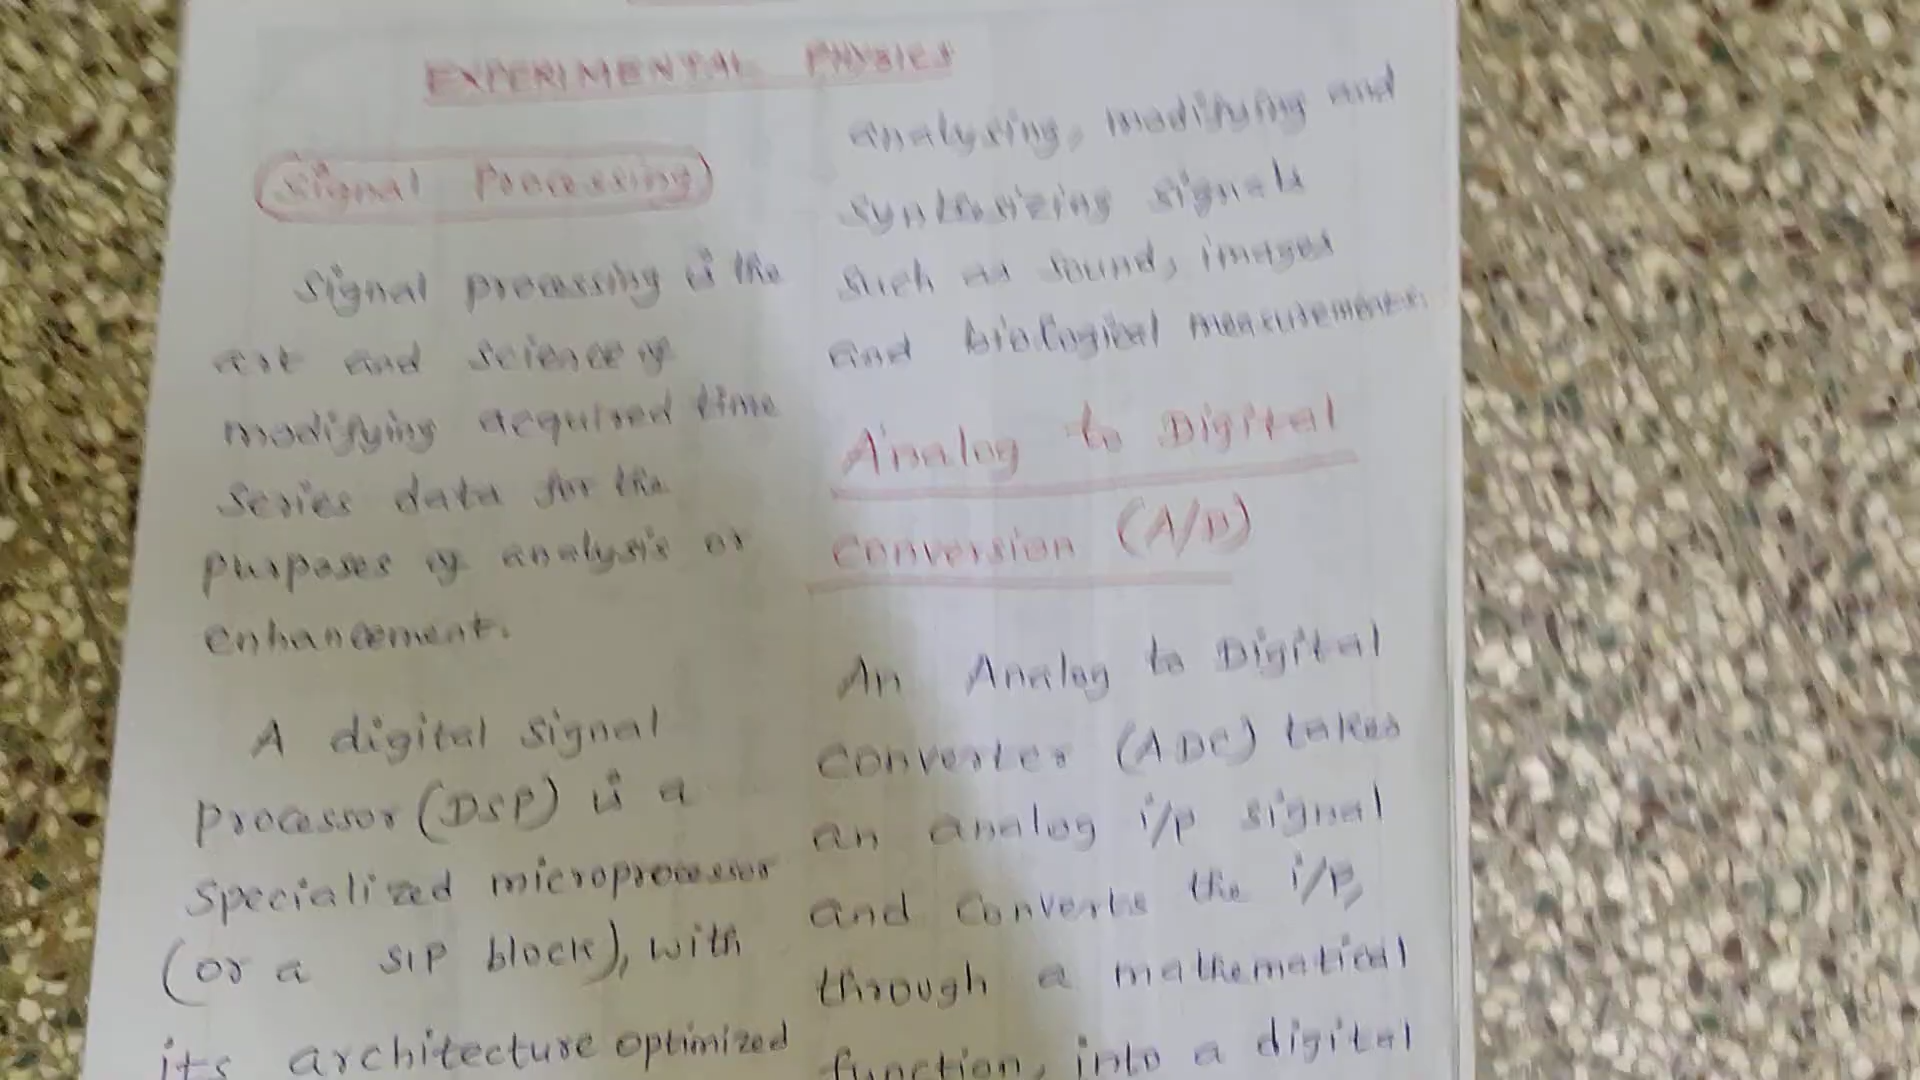 EXPERIMENTAL PHYSICS
Signal Processing
Signal processing is the
art and science of
modifying acquired time
series data for the
purposes of analysis or
enhancement.
A digital signal
processor (DSP) is a
specialized microprocessor
(or a SIP block), with
its architecture optimized
analysing, modifying and
synthesizing signals
such as sound, images
and biological measurements.
Analog to Digital
Conversion (A/D)
An Analog to Digital
Converter (ADC) takes
an analog i/p signal
and converts the i/p,
through a mathematical
function, into a digital